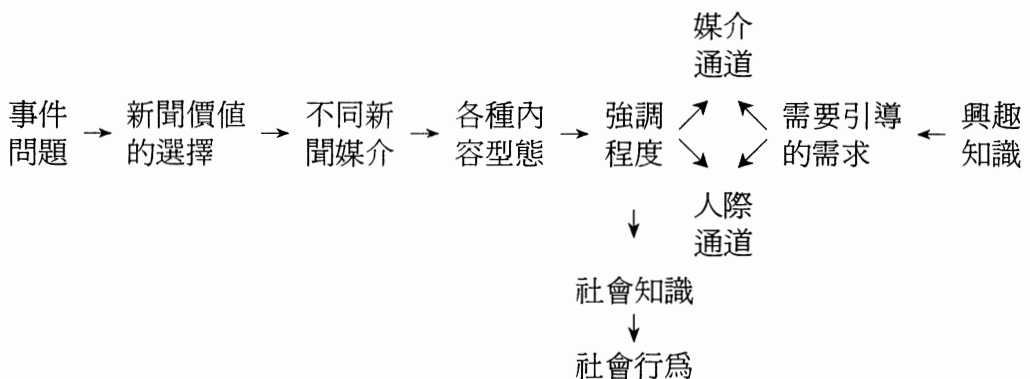 媒介
通道
事件 → 新聞價値 → 不同新 → 各種內 → 強調 需要引導 ← 興趣
問題 的選擇 聞媒介 容型態 程度 的需求 知識
人際
通道
社會知識
社會行爲